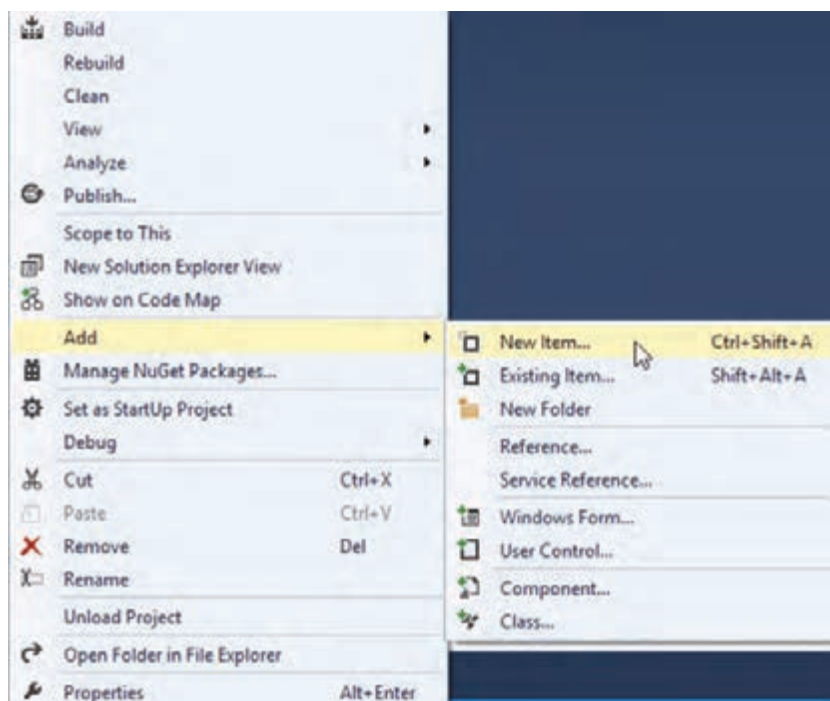 Build
Rebuild
Clean
View
Analyze
Publish...
Scope to This
New Solution Explorer View
Show on Code Map
Add
Manage NuGet Packages...
Set as StartUp Project
Debug
Cut Ctrl+X
Paste Ctrl+V
Remove Del
Rename
Unload Project
Open Folder in File Explorer
Properties Alt+Enter
New Item... Ctrl+Shift+A
Existing Item... Shift+Alt+A
New Folder
Reference...
Service Reference...
Windows Form...
User Control...
Component...
Class...